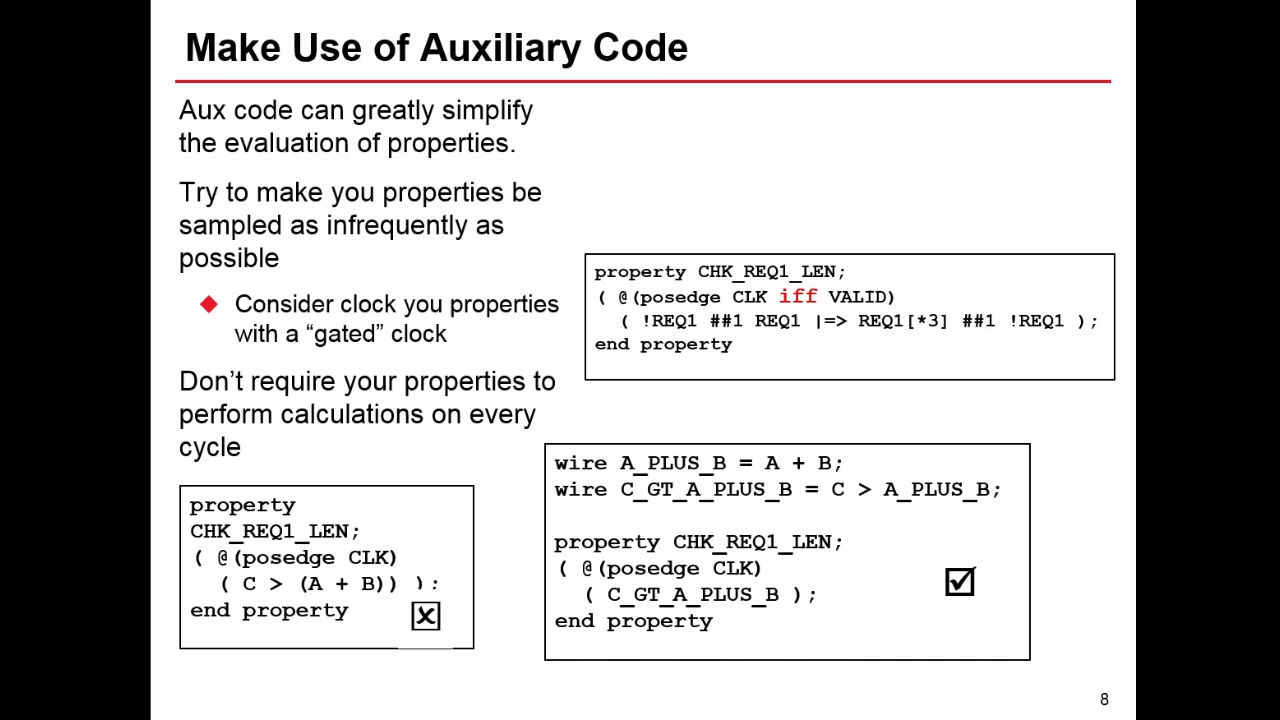 Make Use of Auxiliary Code
Aux code can greatly simplify
the evaluation of properties.
Try to make you properties be
sampled as infrequently as
possible
Consider clock you properties
with a “gated” clock
Don’t require your properties to
perform calculations on every
cycle
property CHK_REQ1_LEN;
( @(posedge CLK iff VALID)
( !REQ1 ##1 REQ1 |=> REQ1[*3] ##1 !REQ1 );
end property
property
CHK_REQ1_LEN;
( @(posedge CLK)
( C > (A + B)) );
end property
wire A_PLUS_B = A + B;
wire C_GT_A_PLUS_B = C > A_PLUS_B;
property CHK_REQ1_LEN;
( @(posedge CLK)
( C_GT_A_PLUS_B );
end property
8